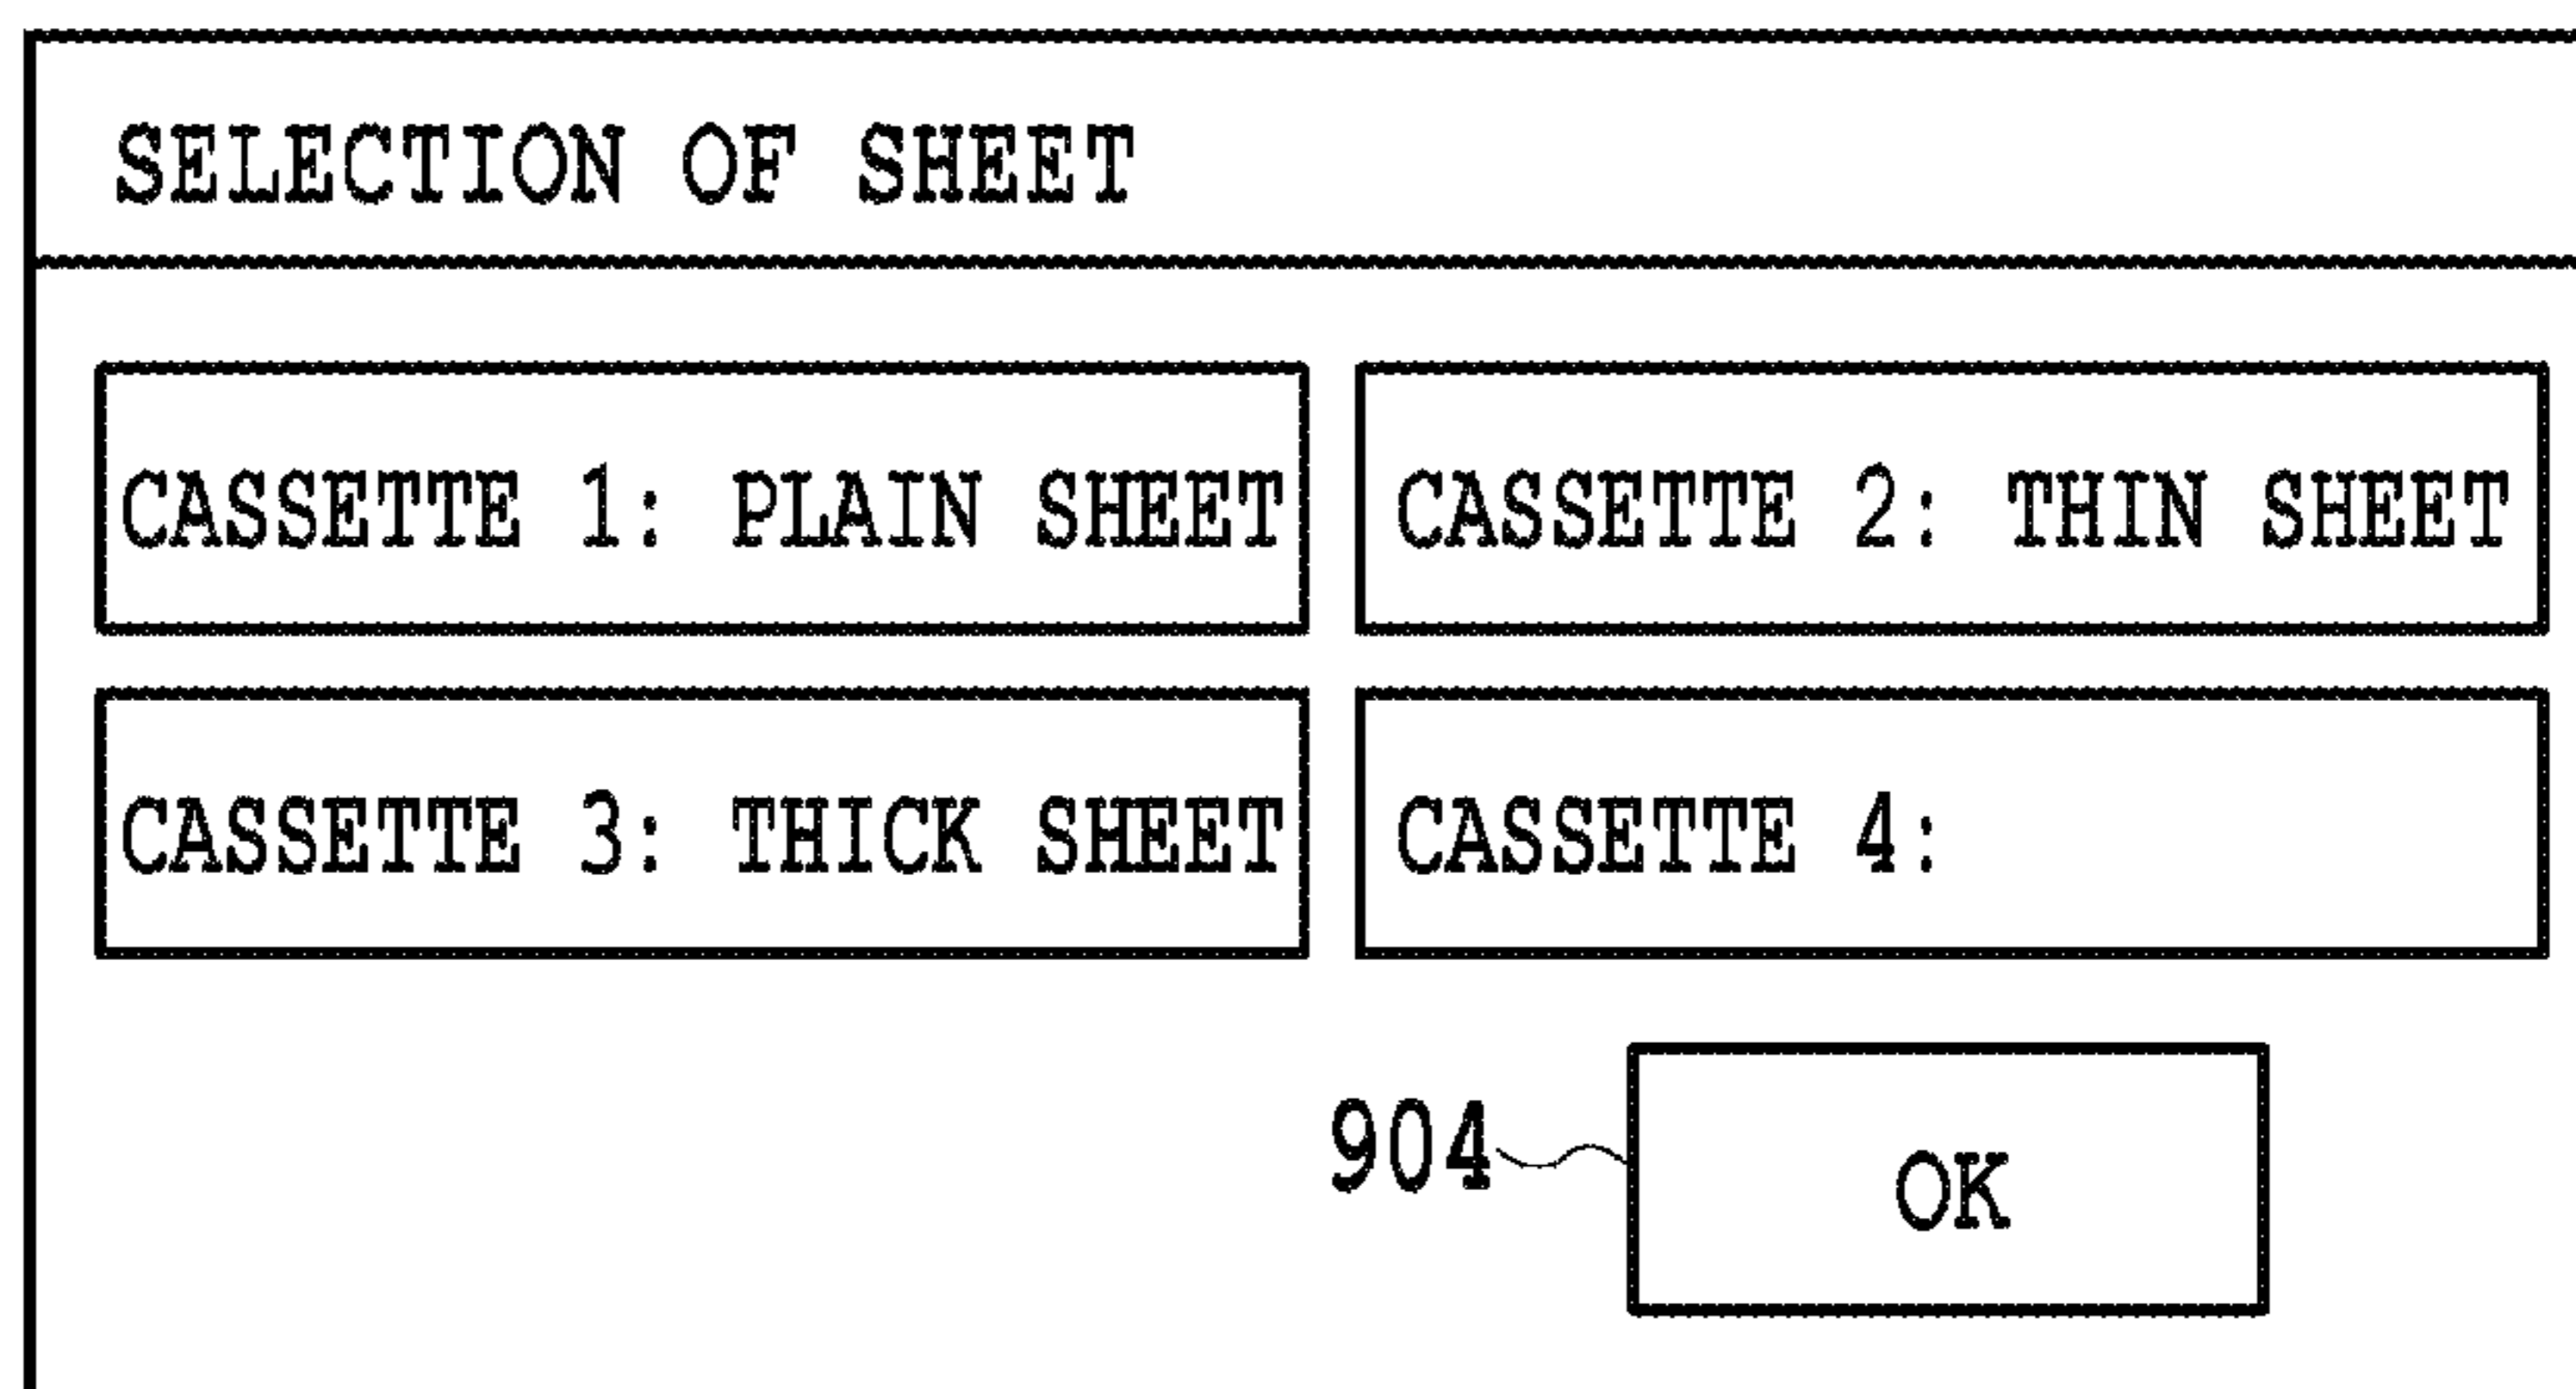 SELECTION OF SHEET
CASSETTE 1: PLAIN SHEET
CASSETTE 2: THIN SHEET
CASSETTE 3: THICK SHEET
CASSETTE 4:
904
OK